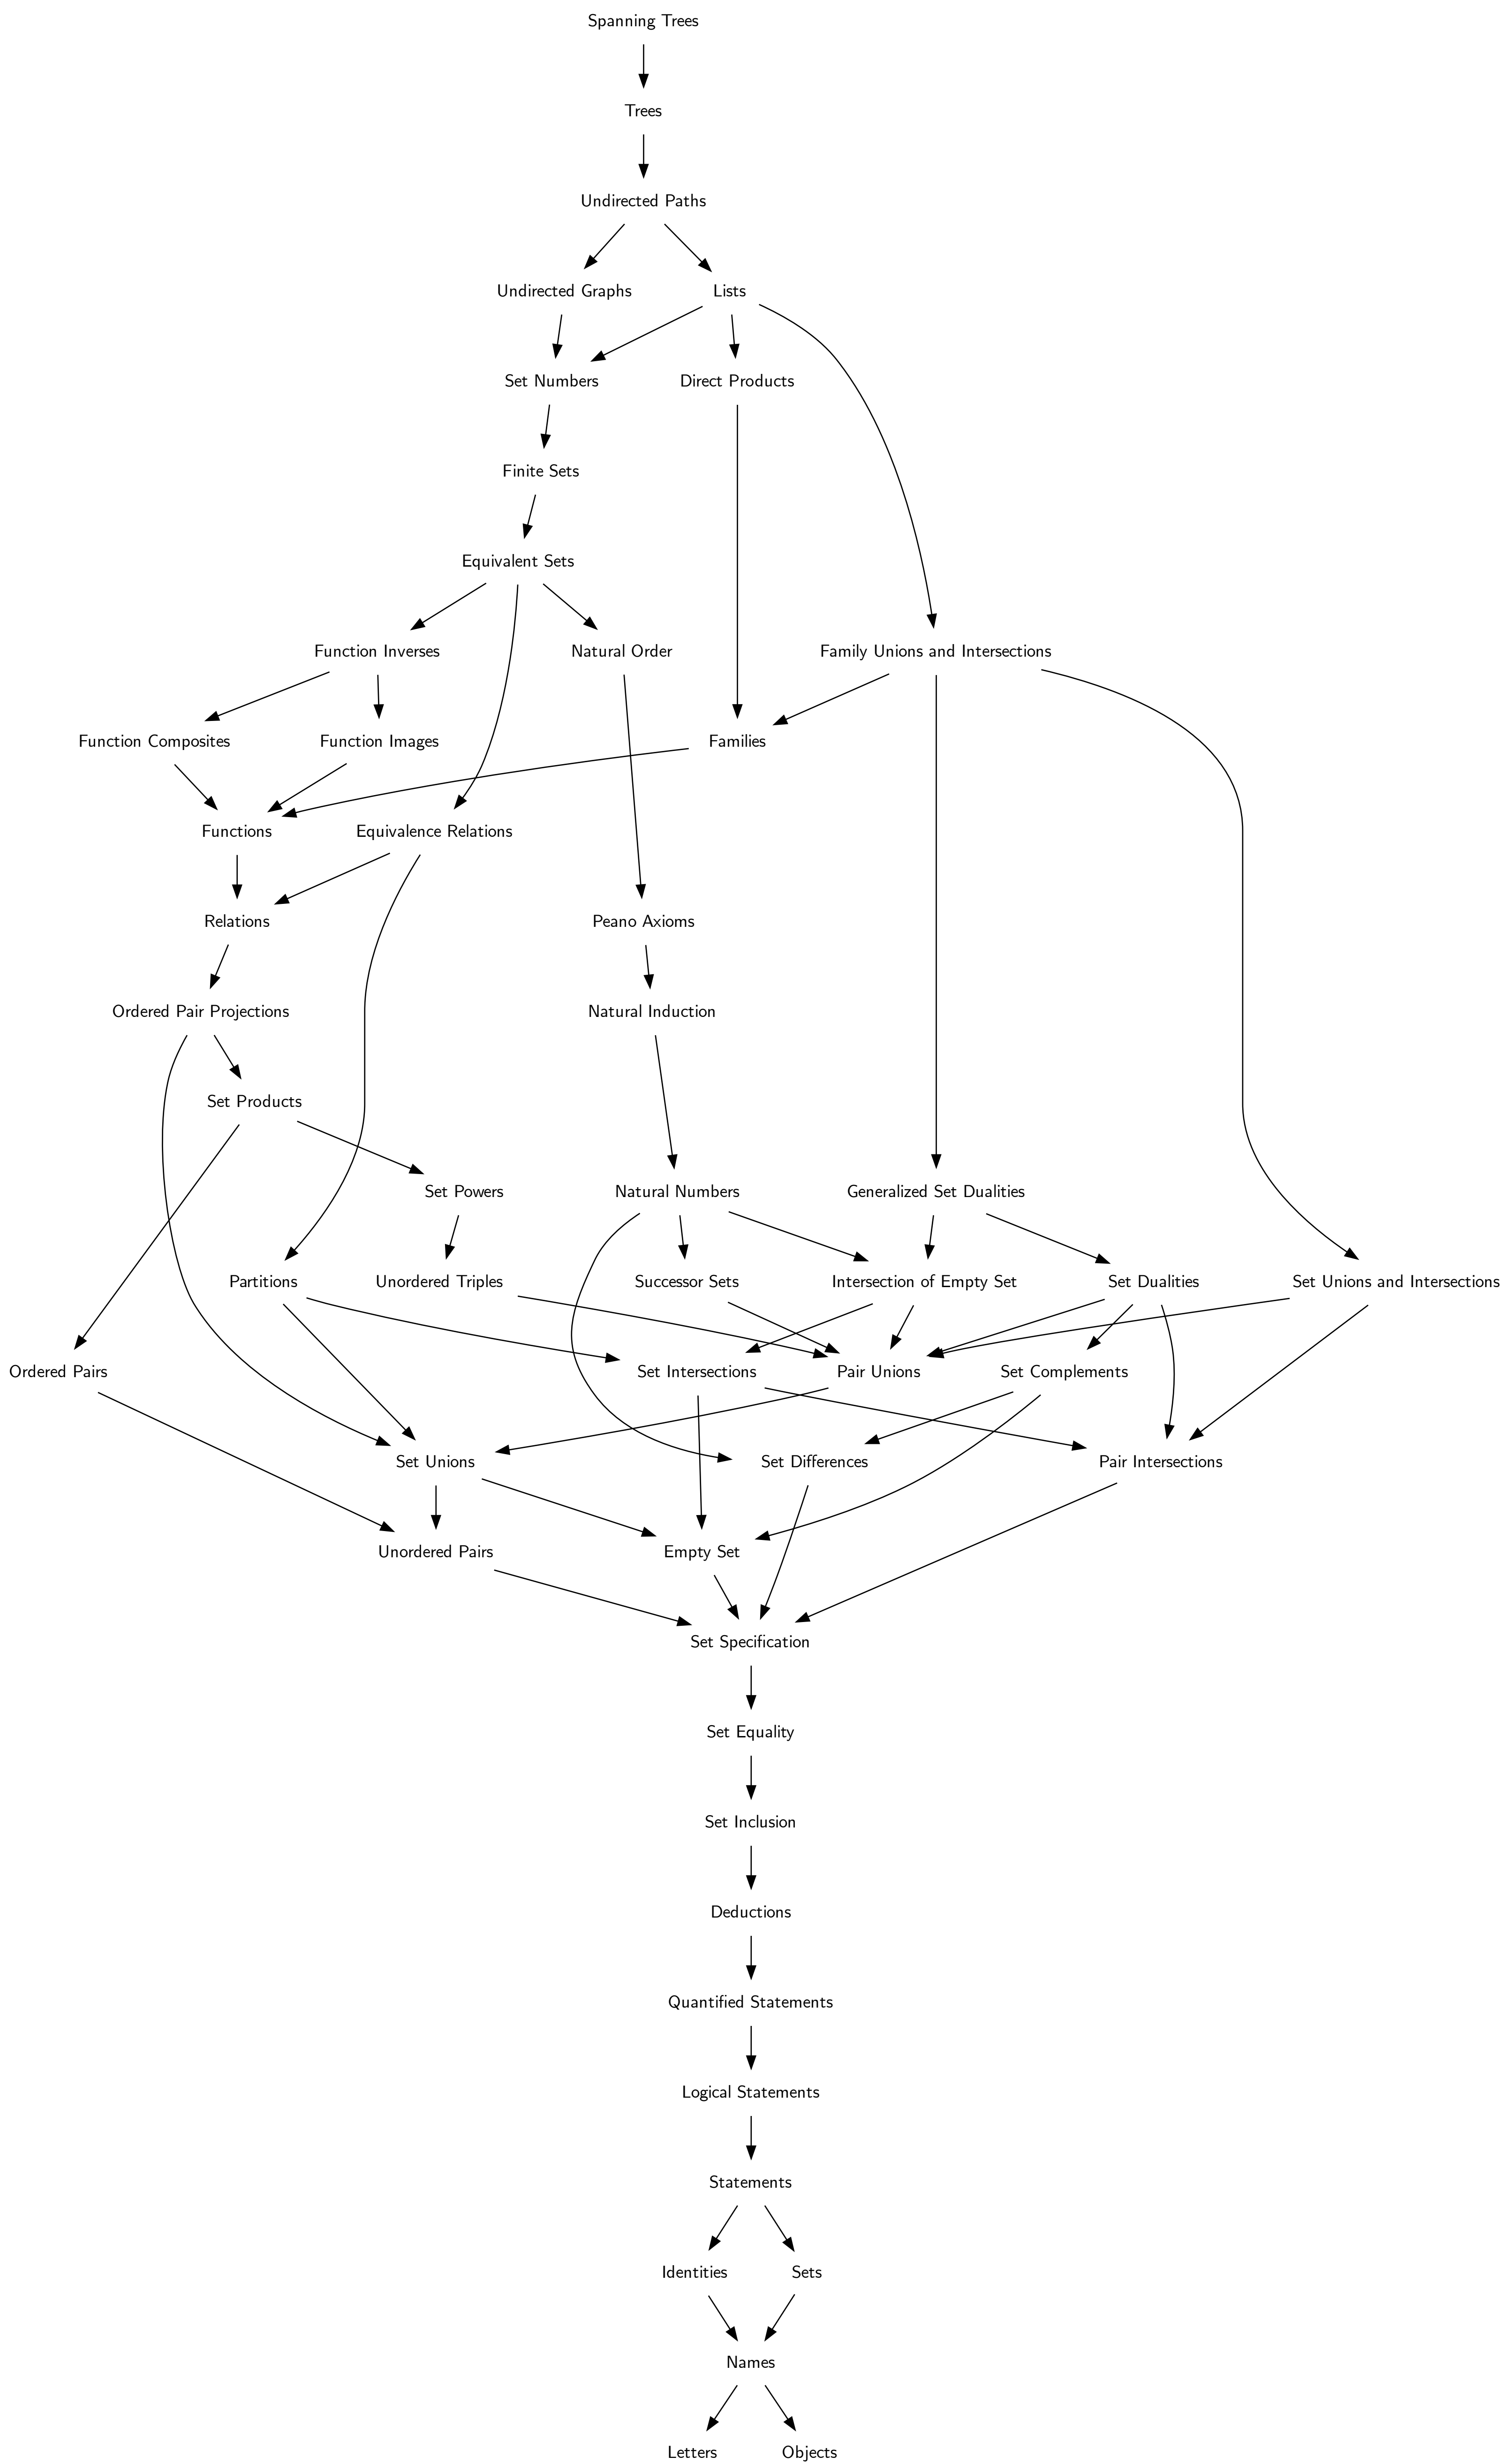 Spanning Trees
Trees
Undirected Paths
Undirected Graphs
Lists
Set Numbers
Direct Products
Finite Sets
Equivalent Sets
Function Inverses
Natural Order
Family Unions and Intersections
Function Composites
Function Images
Families
Functions
Equivalence Relations
Relations
Peano Axioms
Ordered Pair Projections
Natural Induction
Set Products
Set Powers
Natural Numbers
Generalized Set Dualities
Partitions
Unordered Triples
Successor Sets
Intersection of Empty Set
Set Dualities
Set Unions and Intersections
Ordered Pairs
Set Intersections
Pair Unions
Set Complements
Set Unions
Set Differences
Pair Intersections
Unordered Pairs
Empty Set
Set Specification
Set Equality
Set Inclusion
Deductions
Quantified Statements
Logical Statements
Statements
Identities
Sets
Names
Letters
Objects